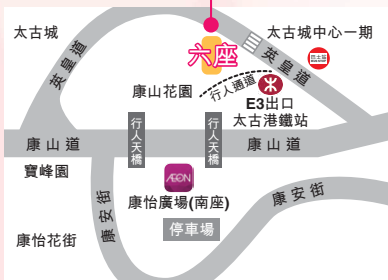 太古城
太古城中心一期
英皇道
六座
英皇道
康山花園
行人通道
E3出口
太古港鐵站
行人天橋
行人天橋
康山道
康山道
寶峰園
AEON
康怡廣場(南座)
康安街
康安街
停車場
康怡花街